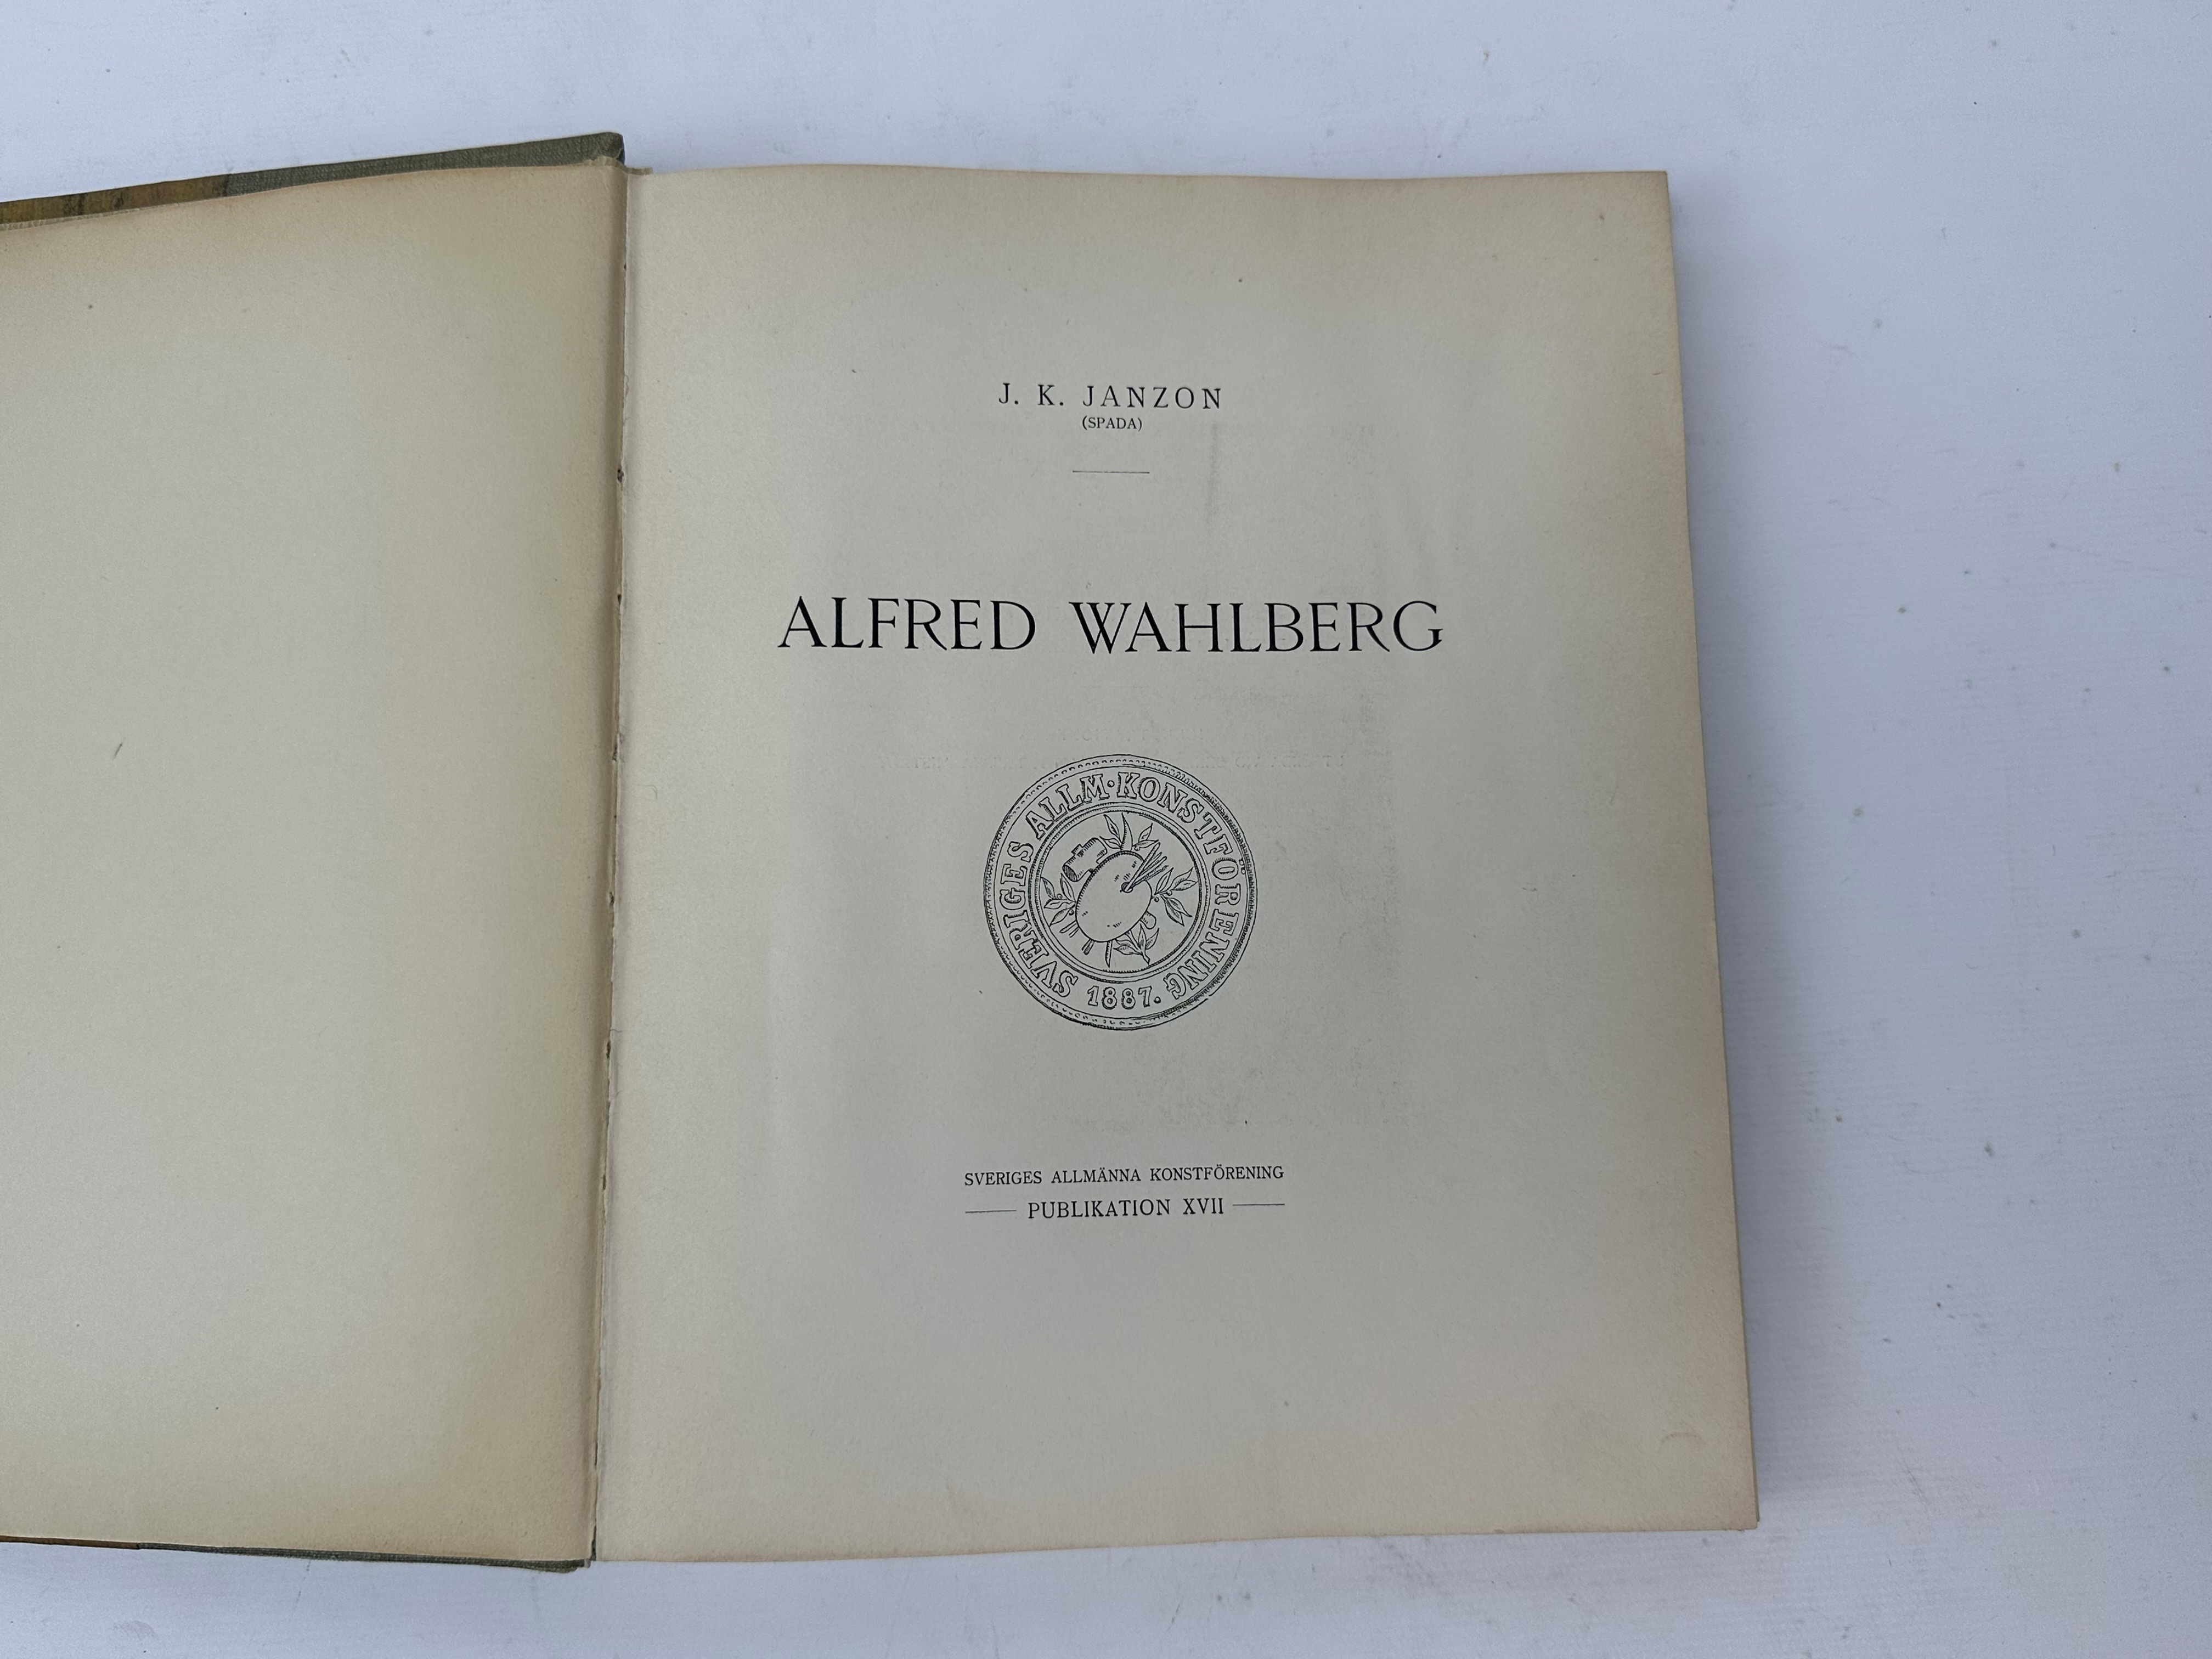 J. K. JANZON
(SPADA)
ALFRED WAHLBERG
SVERIGES ALLM·KONSTFÖRENING
1887.
SVERIGES ALLMÄNNA KONSTFÖRENING
PUBLIKATION XVII